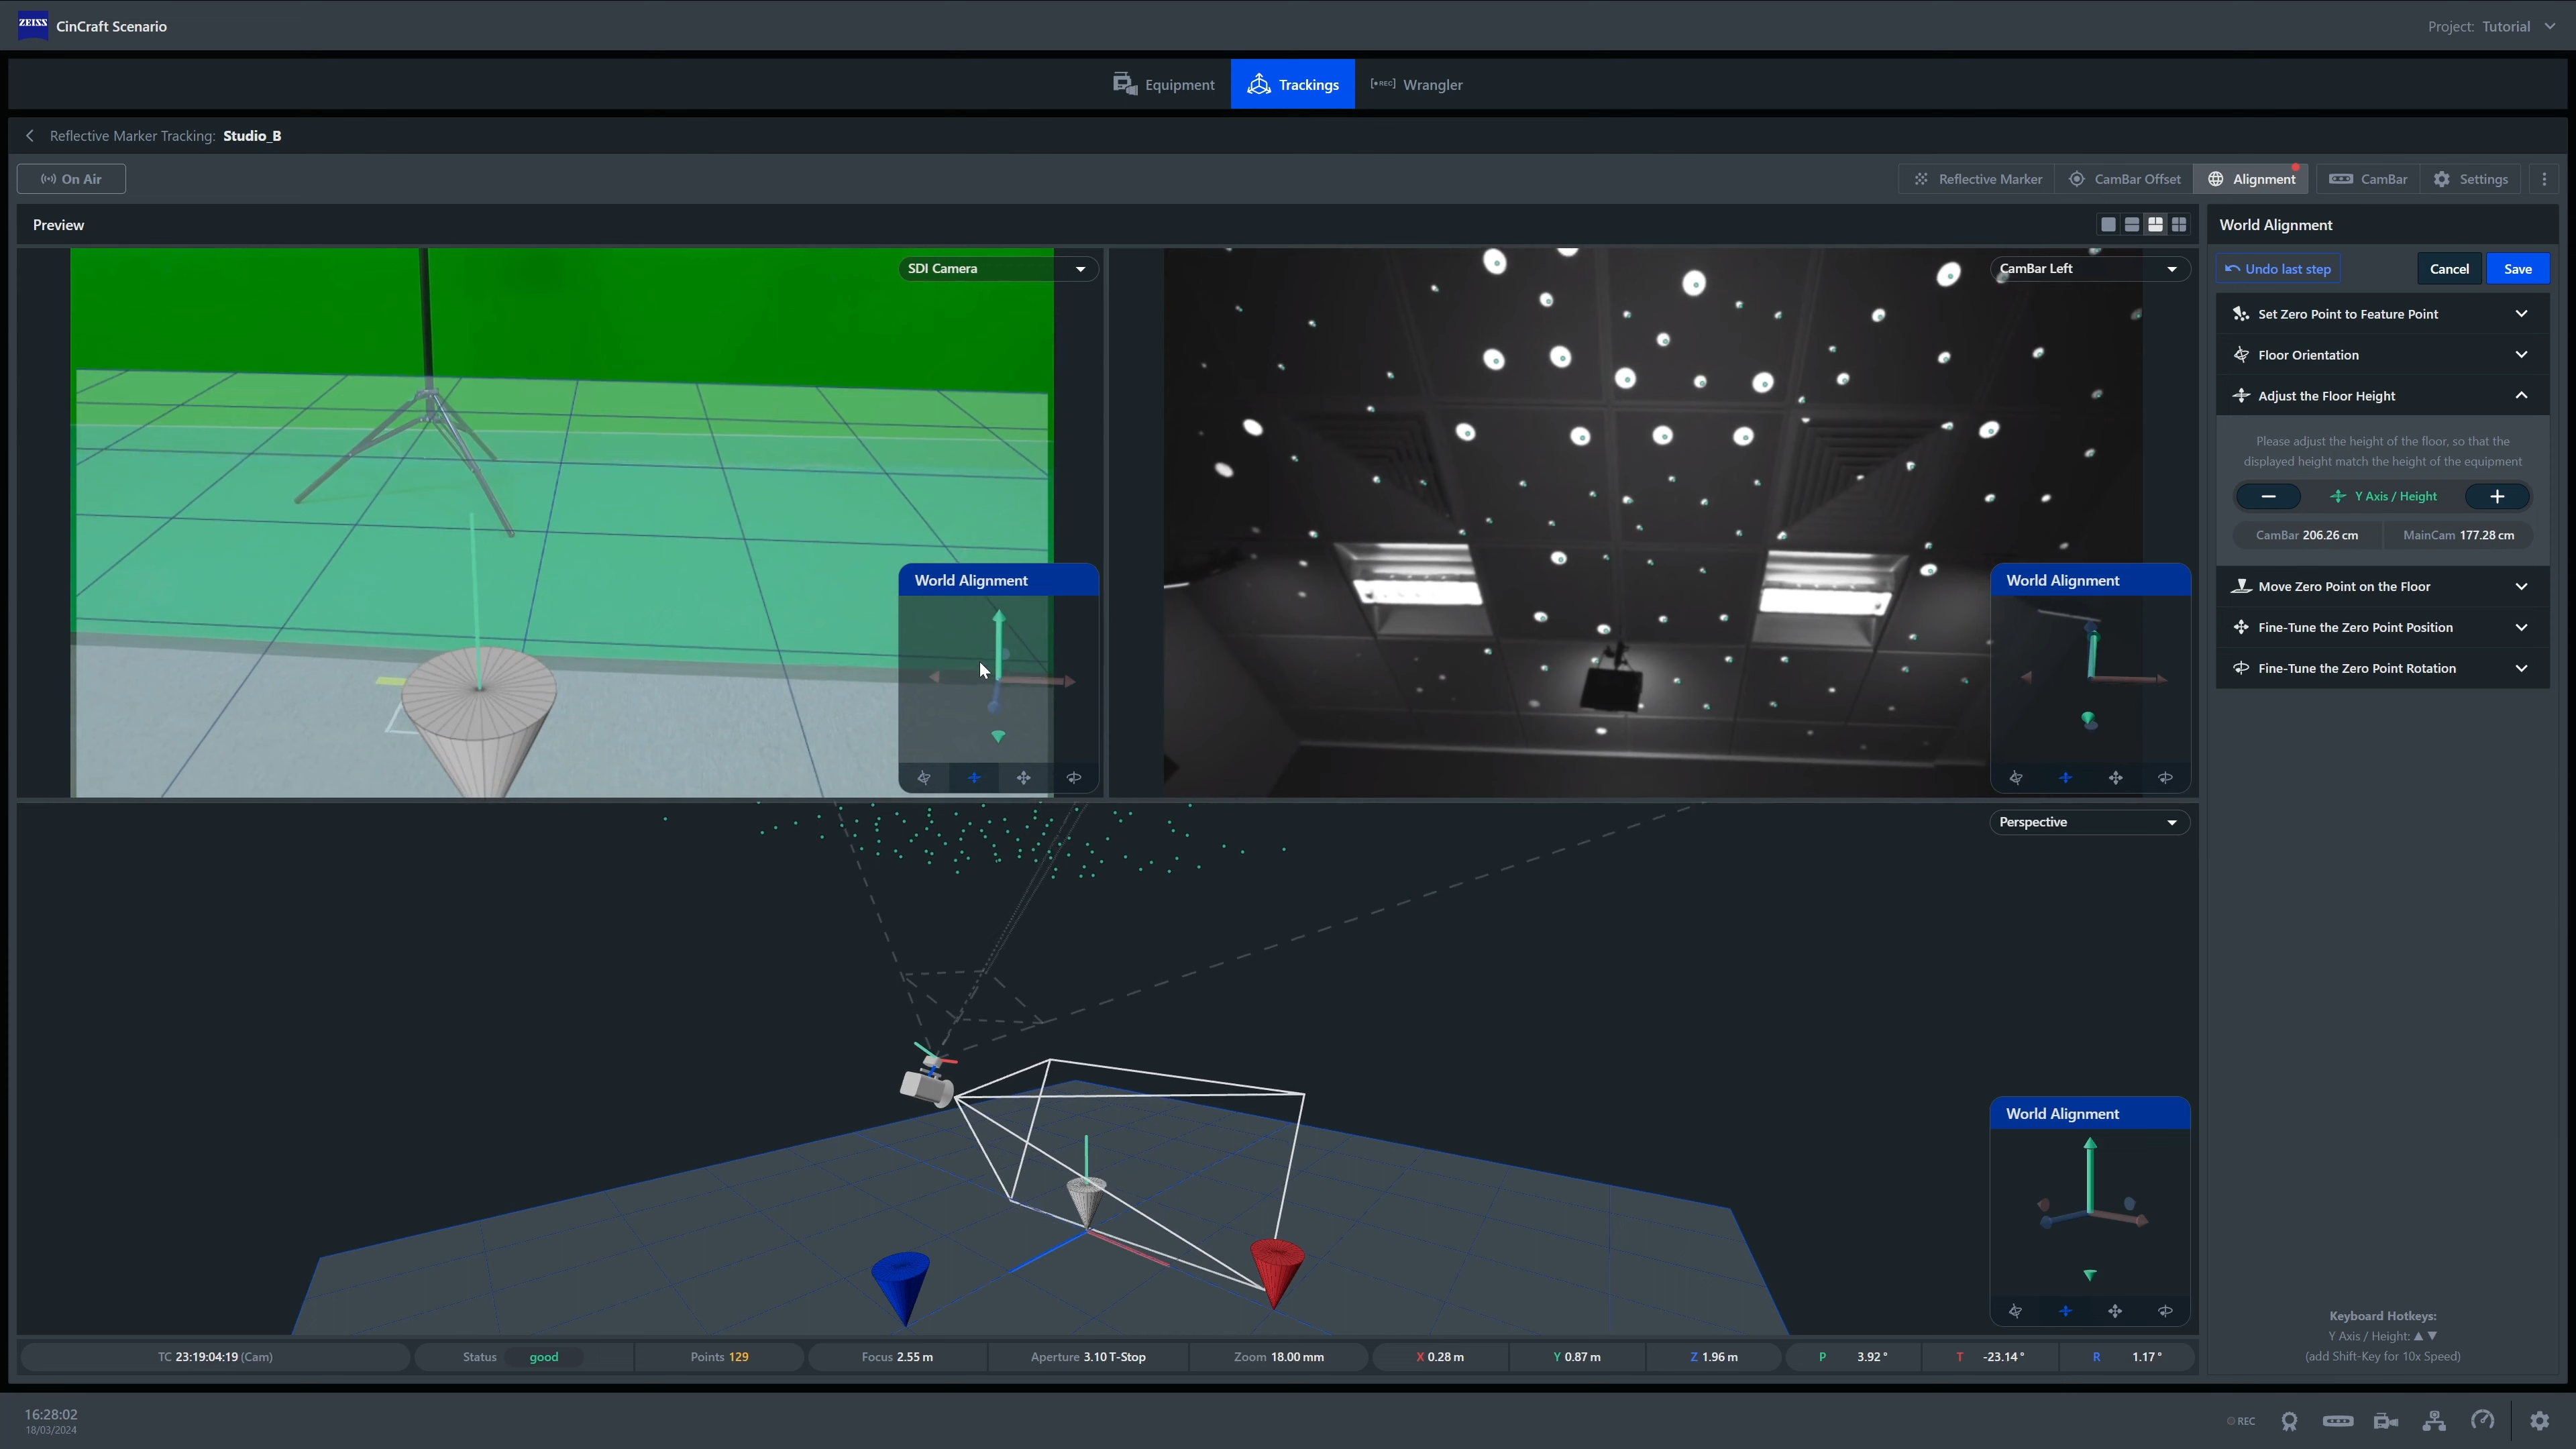 ZEISS CinCraft Scenario
Project: Tutorial
Equipment
Trackings
[●REC] Wrangler
Reflective Marker Tracking: Studio_B
On Air
Reflective Marker
CamBar Offset
Alignment
CamBar
Settings
Preview
World Alignment
SDI Camera
CamBar Left
Undo last step
Cancel
Save
Set Zero Point to Feature Point
Floor Orientation
Adjust the Floor Height
Please adjust the height of the floor, so that the
displayed height match the height of the equipment
Y Axis / Height
CamBar 206.26 cm
MainCam 177.28 cm
Move Zero Point on the Floor
Fine-Tune the Zero Point Position
Fine-Tune the Zero Point Rotation
World Alignment
World Alignment
Perspective
World Alignment
Keyboard Hotkeys:
Y Axis / Height: ▲▼
(add Shift-Key for 10x Speed)
TC 23:19:04:19 (Cam)
Status good
Points 129
Focus 2.55 m
Aperture 3.10 T-Stop
Zoom 18.00 mm
X 0.28 m
Y 0.87 m
Z 1.96 m
P 3.92 °
T -23.14 °
R 1.17 °
16:28:02
18/03/2024
REC